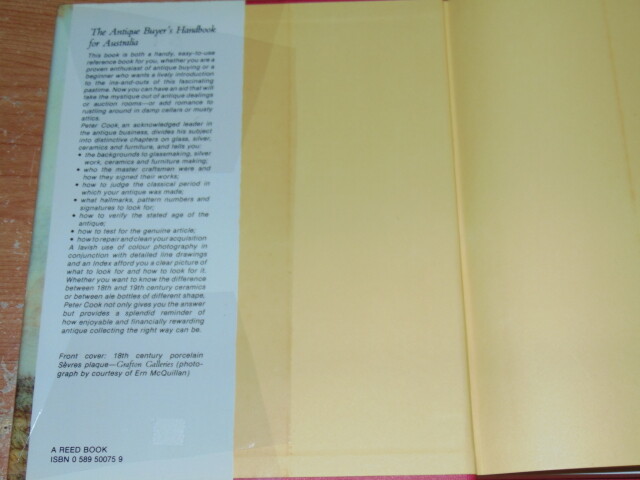 The Antique Buyer's Handbook
for Australia
This book is both a handy, easy-to-use
reference book for you, whether you are a
proven enthusiast of antique buying or a
beginner who wants a lively introduction
to the ins-and-outs of this fascinating
pastime. Now you can have an aid that will
take the mystique out of antique dealings
or auction rooms—or add romance to
rustling around in damp cellars or musty
attics.
Peter Cook, an acknowledged leader in
the antique business, divides his subject
into distinctive chapters on glass, silver,
ceramics and furniture, and tells you:
• the backgrounds to glassmaking, silver
work, ceramics and furniture making;
• who the master craftsmen were and
how they signed their works;
• how to judge the classical period in
which your antique was made;
• what hallmarks, pattern numbers and
signatures to look for;
• how to verify the stated age of the
antique;
• how to test for the genuine article;
• how to repair and clean your acquisition
A lavish use of colour photography in
conjunction with detailed line drawings
and an index afford you a clear picture of
what to look for and how to look for it.
Whether you want to know the difference
between 18th and 19th century ceramics
or between ale bottles of different shape,
Peter Cook not only gives you the answer
but provides a splendid reminder of
how enjoyable and financially rewarding
antique collecting the right way can be.
Front cover: 18th century porcelain
Sèvres plaque—Grafton Galleries (photo-
graph by courtesy of Ern McQuillan)
A REED BOOK
ISBN 0 589 50075 9